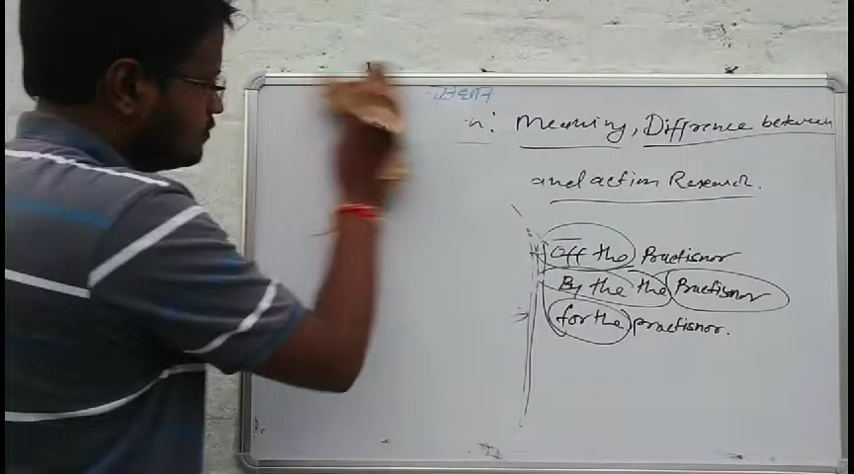 n: Meaning, Difference between
and action Research.
Off the Practisnor
By the the Practisnor
for the practisnor.